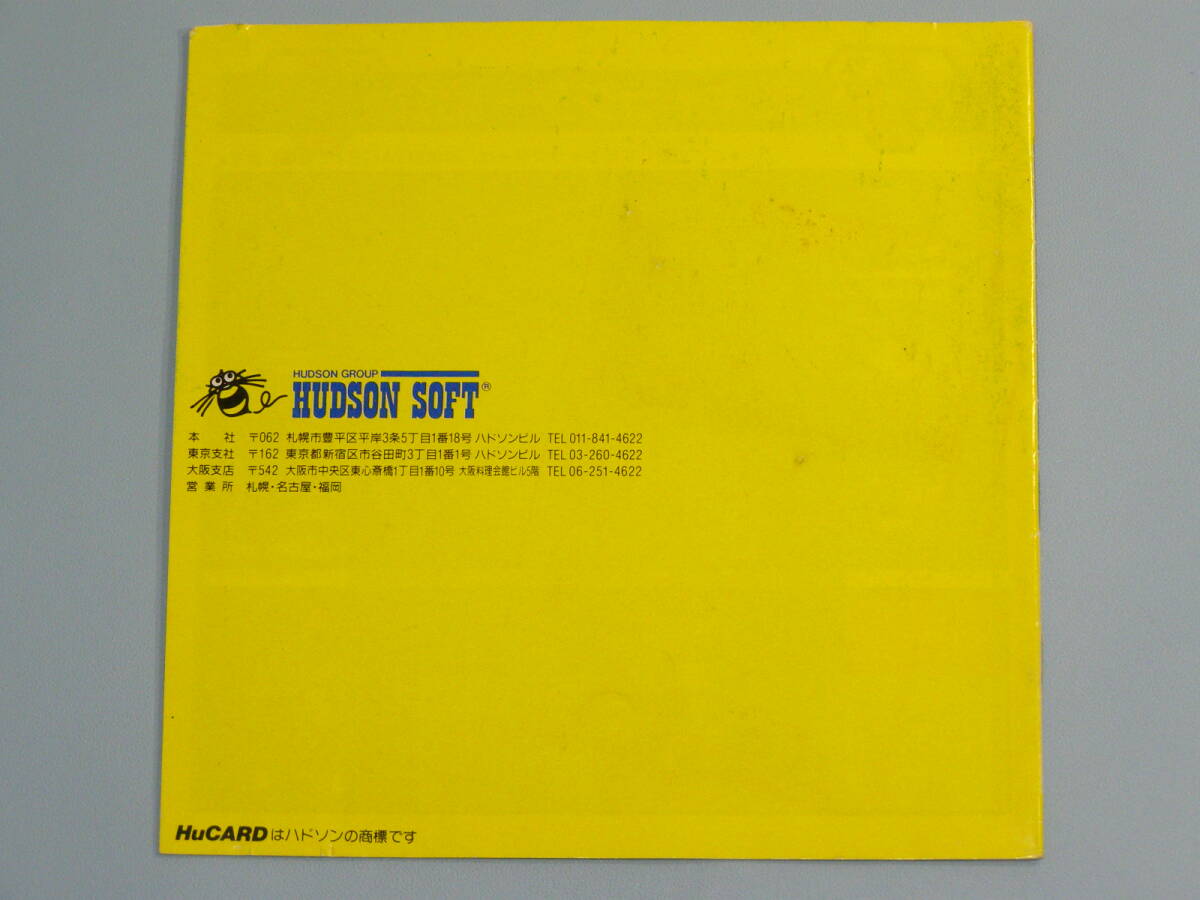 HUDSON GROUP
HUDSON SOFT®
本社 〒062 札幌市豊平区平岸3条5丁目1番18号 ハドソンビル TEL 011-841-4622
東京支社 〒162 東京都新宿区市谷田町3丁目1番1号 ハドソンビル TEL 03-260-4622
大阪支店 〒542 大阪市中央区東心斎橋1丁目1番10号 大阪料理会館ビル5階 TEL 06-251-4622
営業所 札幌・名古屋・福岡
HuCARDはハドソンの商標です